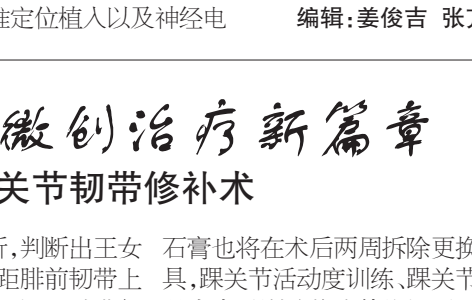 准定位植入以及神经电
编辑:姜俊吉 张
微创治疗新篇章
关节韧带修补术
,判断出王女
距腓前韧带上
石膏也将在术后两周拆除更换
具,踝关节活动度训练、踝关节